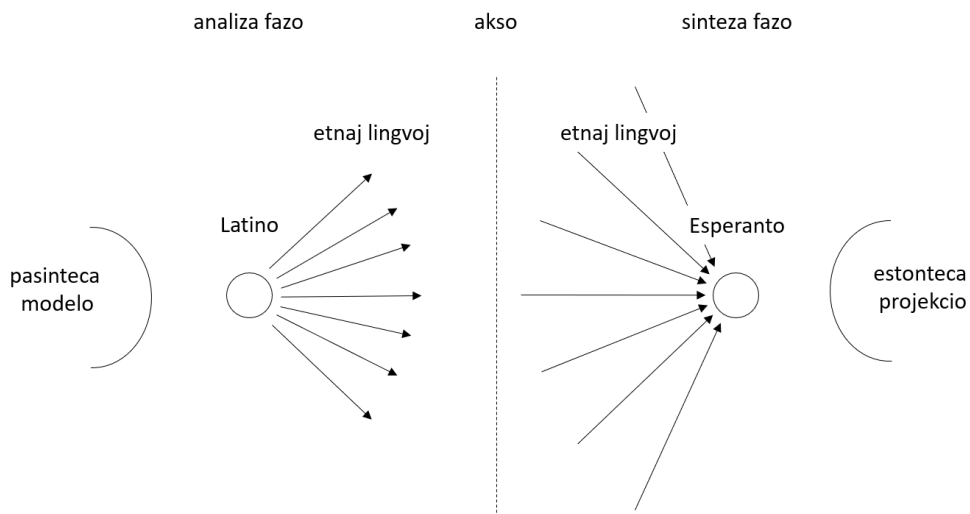 analiza fazo
akso
sinteza fazo
etnaj lingvoj
etnaj lingvoj
Latino
Esperanto
pasinteca
modelo
estonteca
projekcio